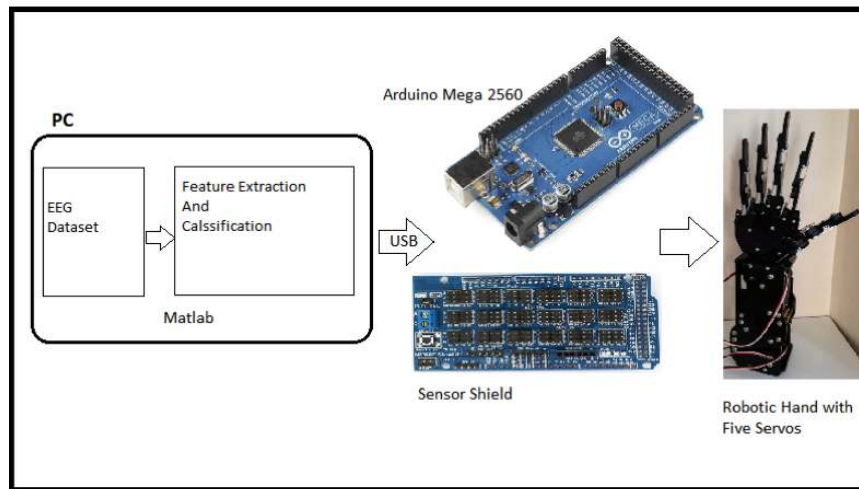 PC
EEG
Dataset
Feature Extraction
And
Calssification
Matlab
USB
Arduino Mega 2560
Sensor Shield
Robotic Hand with
Five Servos